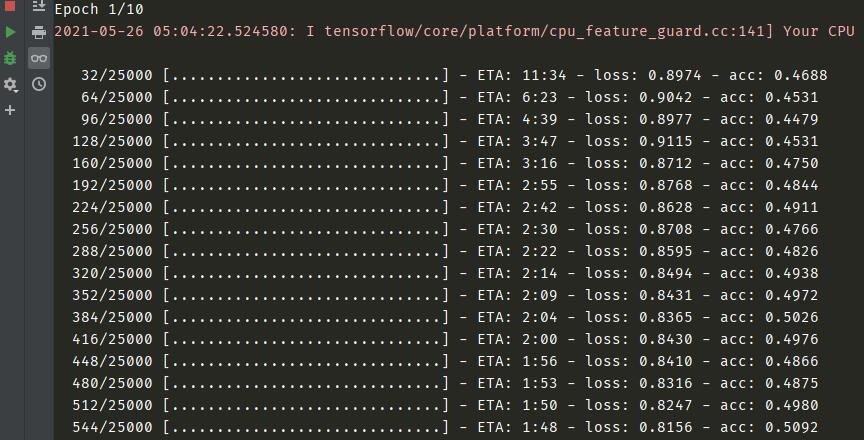 Epoch 1/10
2021-05-26 05:04:22.524580: I tensorflow/core/platform/cpu_feature_guard.cc:141] Your CPU
32/25000 [..............................] - ETA: 11:34 - loss: 0.8974 - acc: 0.4688
64/25000 [..............................] - ETA: 6:23 - loss: 0.9042 - acc: 0.4531
96/25000 [..............................] - ETA: 4:39 - loss: 0.8977 - acc: 0.4479
128/25000 [..............................] - ETA: 3:47 - loss: 0.9115 - acc: 0.4531
160/25000 [..............................] - ETA: 3:16 - loss: 0.8712 - acc: 0.4750
192/25000 [..............................] - ETA: 2:55 - loss: 0.8768 - acc: 0.4844
224/25000 [..............................] - ETA: 2:42 - loss: 0.8628 - acc: 0.4911
256/25000 [..............................] - ETA: 2:30 - loss: 0.8708 - acc: 0.4766
288/25000 [..............................] - ETA: 2:22 - loss: 0.8595 - acc: 0.4826
320/25000 [..............................] - ETA: 2:14 - loss: 0.8494 - acc: 0.4938
352/25000 [..............................] - ETA: 2:09 - loss: 0.8431 - acc: 0.4972
384/25000 [..............................] - ETA: 2:04 - loss: 0.8365 - acc: 0.5026
416/25000 [..............................] - ETA: 2:00 - loss: 0.8430 - acc: 0.4976
448/25000 [..............................] - ETA: 1:56 - loss: 0.8410 - acc: 0.4866
480/25000 [..............................] - ETA: 1:53 - loss: 0.8316 - acc: 0.4875
512/25000 [..............................] - ETA: 1:50 - loss: 0.8247 - acc: 0.4980
544/25000 [..............................] - ETA: 1:48 - loss: 0.8156 - acc: 0.5092